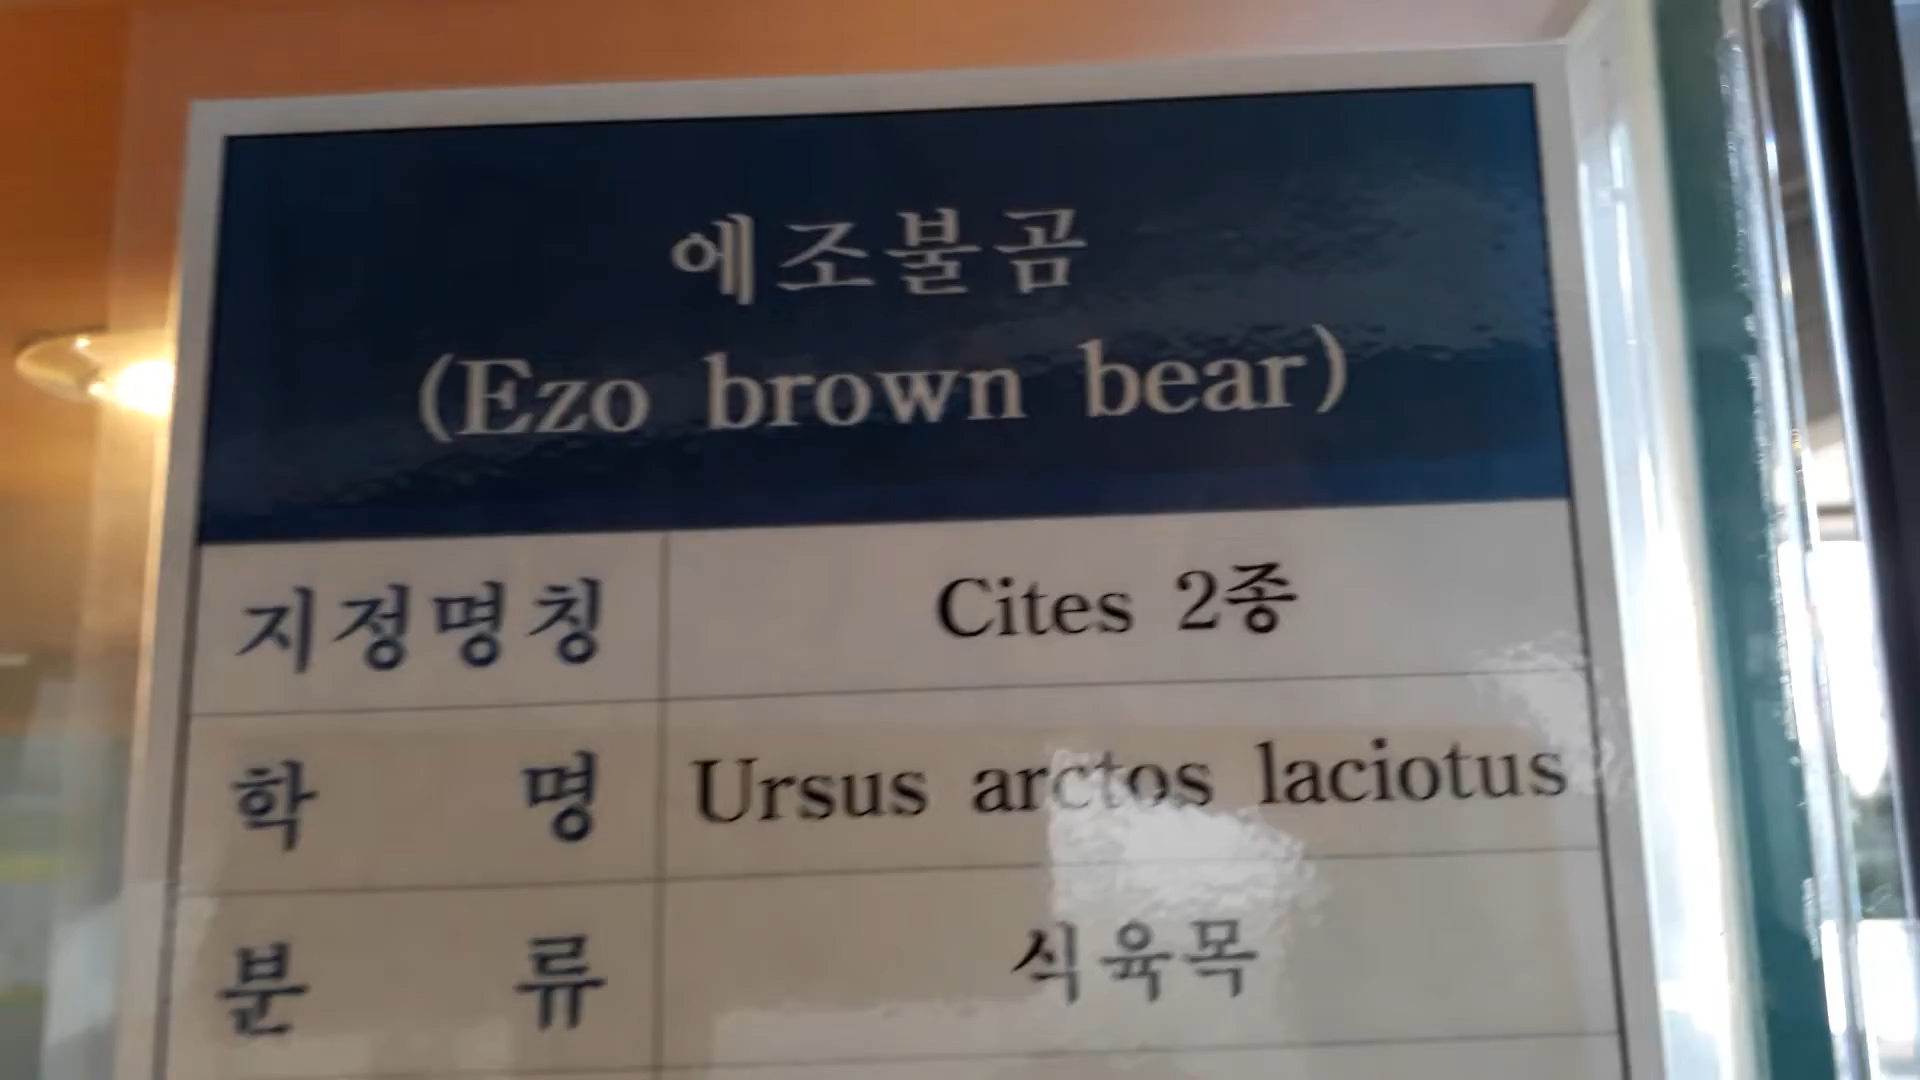 에조불곰
(Ezo brown bear)
지정명칭 Cites 2종
학 명 Ursus arctos laciotus
분 류 식육목